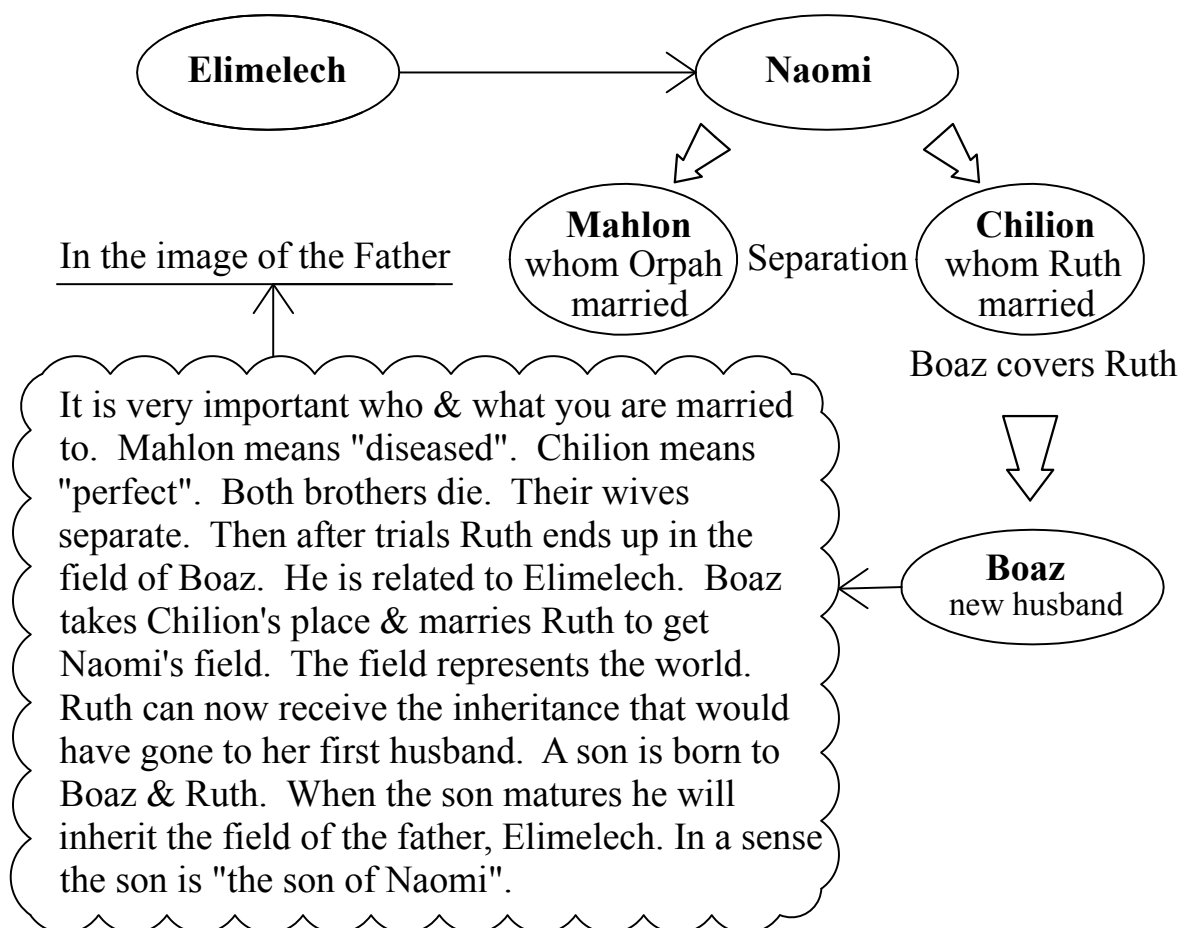 Elimelech
Naomi
Mahlon
whom Orpah
married
Separation
Chilion
whom Ruth
married
In the image of the Father
Boaz covers Ruth
It is very important who & what you are married
to.  Mahlon means "diseased".  Chilion means
"perfect".  Both brothers die.  Their wives
separate.  Then after trials Ruth ends up in the
field of Boaz.  He is related to Elimelech.  Boaz
takes Chilion's place & marries Ruth to get
Naomi's field.  The field represents the world.
Ruth can now receive the inheritance that would
have gone to her first husband.  A son is born to
Boaz & Ruth.  When the son matures he will
inherit the field of the father, Elimelech. In a sense
the son is "the son of Naomi".
Boaz
new husband